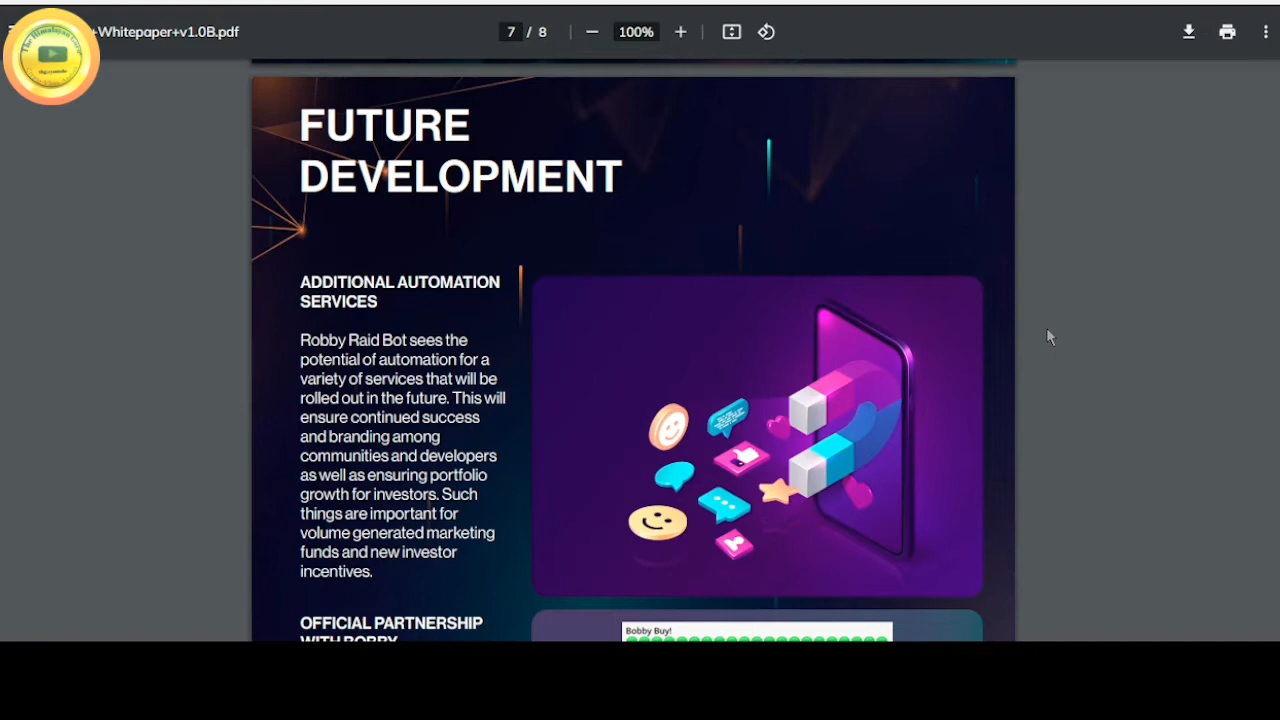 +Whitepaper+v1.0B.pdf
7 / 8
100%
FUTURE
DEVELOPMENT
ADDITIONAL AUTOMATION
SERVICES
Robby Raid Bot sees the
potential of automation for a
variety of services that will be
rolled out in the future. This will
ensure continued success
and branding among
communities and developers
as well as ensuring portfolio
growth for investors. Such
things are important for
volume generated marketing
funds and new investor
incentives.
OFFICIAL PARTNERSHIP
WITH BOBBY
Bobby Buy!